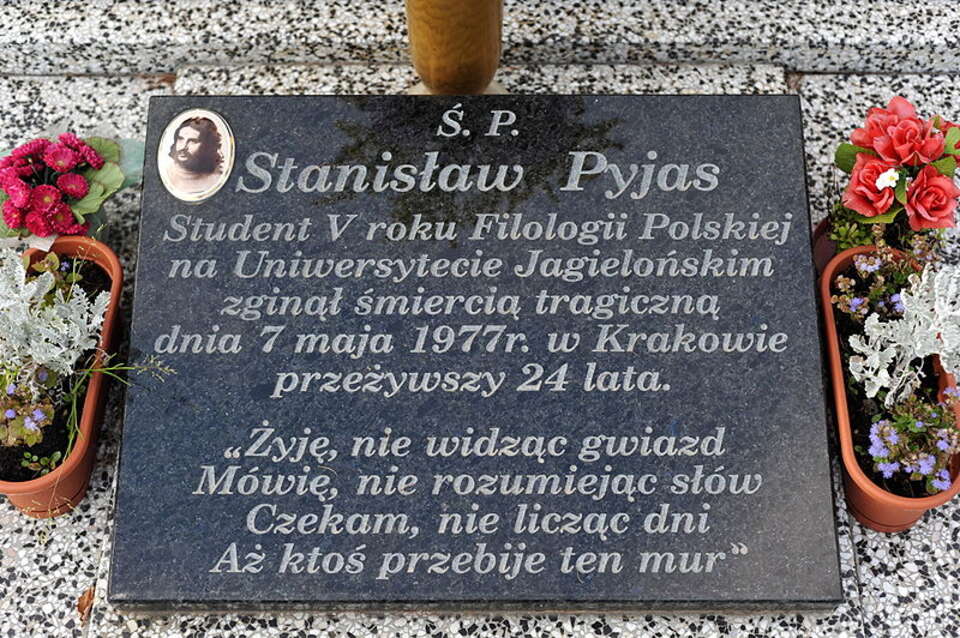 Ś. P.
Stanisław Pyjas
Student V roku Filologii Polskiej
na Uniwersytecie Jagielońskim
zginął śmiercią tragiczną
dnia 7 maja 1977r. w Krakowie
przeżywszy 24 lata.
„Żyję, nie widząc gwiazd
Mówię, nie rozumiejąc słów
Czekam, nie licząc dni
Aż ktoś przebije ten mur”